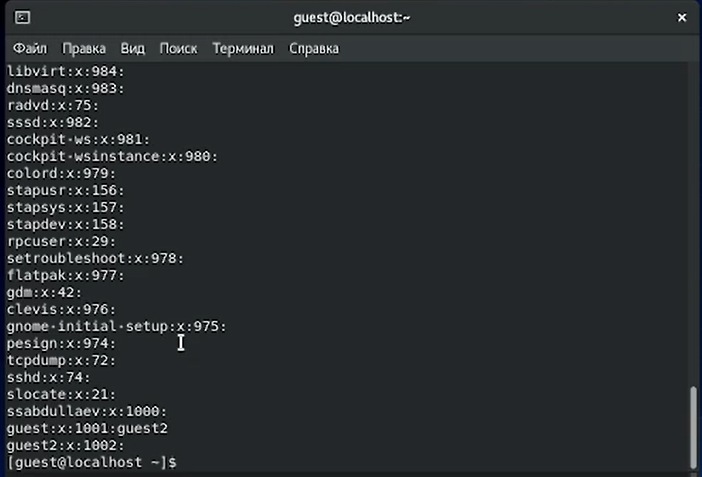 guest@localhost:~
Файл Правка Вид Поиск Терминал Справка
libvirt:x:984:
dnsmasq:x:983:
radvd:x:75:
sssd:x:982:
cockpit-ws:x:981:
cockpit-wsinstance:x:980:
colord:x:979:
stapusr:x:156:
stapsys:x:157:
stapdev:x:158:
rpcuser:x:29:
setroubleshoot:x:978:
flatpak:x:977:
gdm:x:42:
clevis:x:976:
gnome-initial-setup:x:975:
pesign:x:974:
tcpdump:x:72:
sshd:x:74:
slocate:x:21:
ssabdullaev:x:1000:
guest:x:1001:guest2
guest2:x:1002:
[guest@localhost ~]$